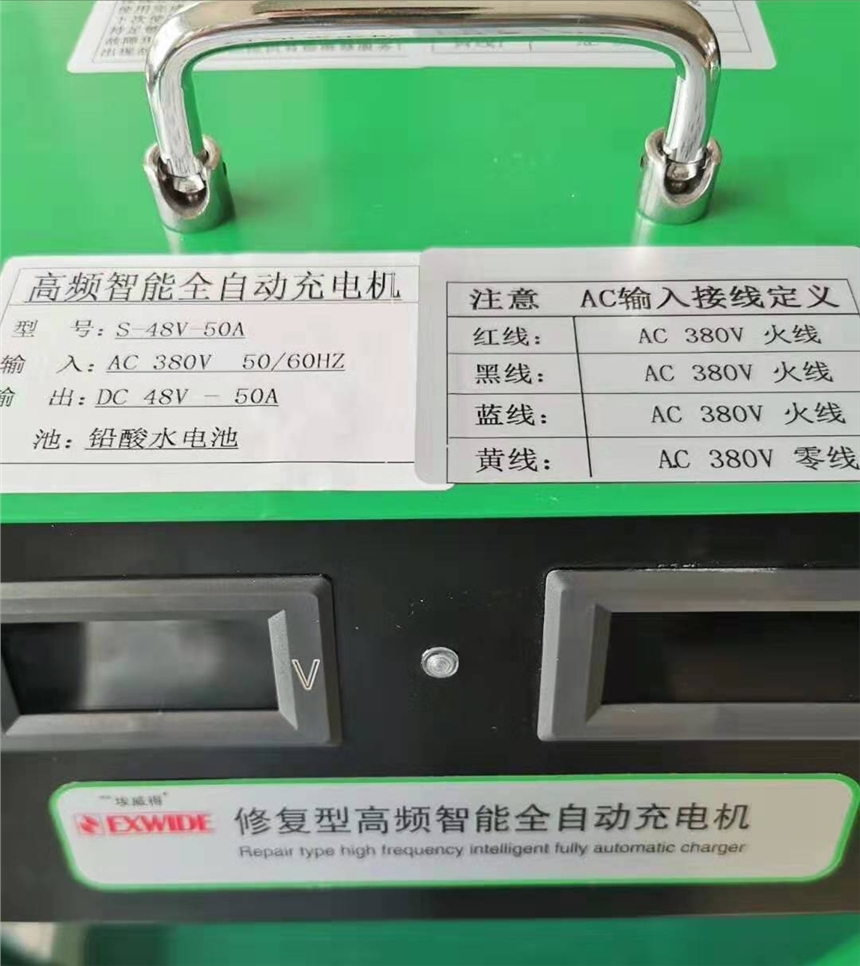 高频智能全自动充电机
型 号: S-48V-50A
输 入: AC 380V 50/60HZ
输 出: DC 48V - 50A
池: 铅酸水电池
注意 AC输入接线定义
红线: AC 380V 火线
黑线: AC 380V 火线
蓝线: AC 380V 火线
黄线: AC 380V 零线
V
埃威得
EXWIDE
修复型高频智能全自动充电机
Repair type high frequency intelligent fully automatic charger